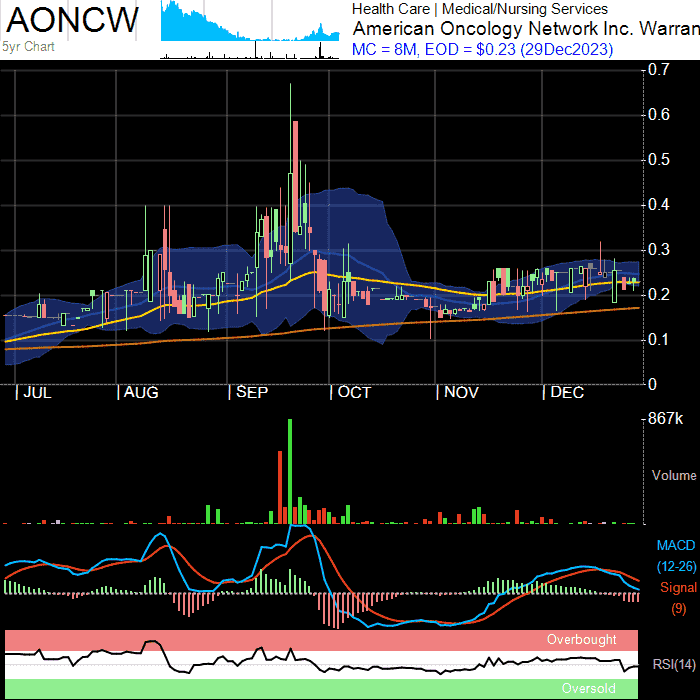 AONCW
5yr Chart
Health Care | Medical/Nursing Services
American Oncology Network Inc. Warran
MC = 8M, EOD = $0.23 (29Dec2023)
0.7
0.6
0.5
0.4
0.3
0.2
0.1
0
JUL AUG SEP OCT NOV DEC
867k
Volume
MACD
(12-26)
Signal
(9)
Overbought
RSI(14)
Oversold